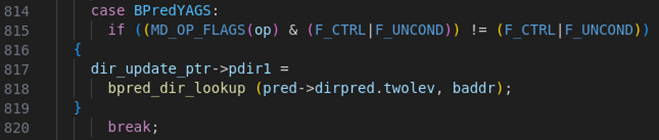 814 case BPredYAGS:
815 if ((MD_OP_FLAGS(op) & (F_CTRL|F_UNCOND)) != (F_CTRL|F_UNCOND))
816 {
817 dir_update_ptr->pdir1 =
818 bpred_dir_lookup (pred->dirpred.twolev, baddr);
819 }
820 break;